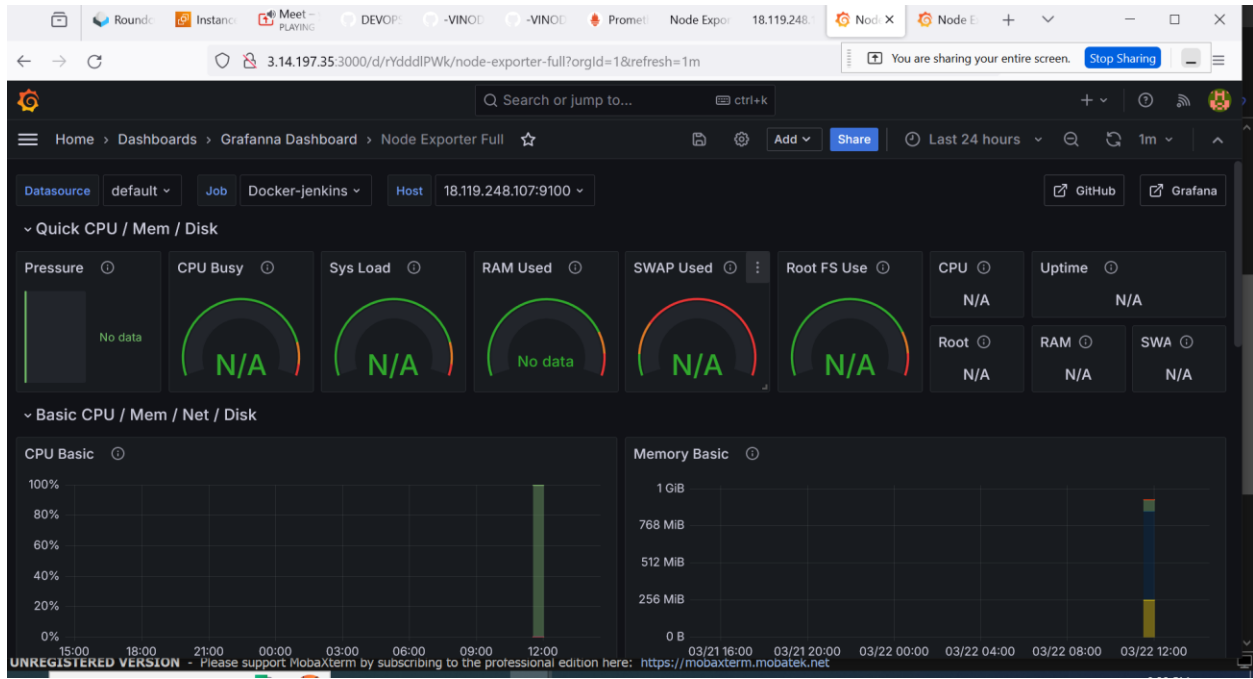 Roundc Instanc Meet – DEVOPS -VINOD -VINOD Prometh Node Expor 18.119.248.1 Node Node E
PLAYING
3.14.197.35:3000/d/rYdddlPWk/node-exporter-full?orgId=1&refresh=1m You are sharing your entire screen. Stop Sharing
Search or jump to... ctrl+k
Home > Dashboards > Grafanna Dashboard > Node Exporter Full Add Share Last 24 hours 1m
Datasource default Job Docker-jenkins Host 18.119.248.107:9100 GitHub Grafana
Quick CPU / Mem / Disk
Pressure CPU Busy Sys Load RAM Used SWAP Used Root FS Use CPU Uptime
N/A N/A
No data N/A N/A No data N/A N/A
Root RAM SWA
N/A N/A N/A
Basic CPU / Mem / Net / Disk
CPU Basic
100%
80%
60%
40%
20%
0%
15:00 18:00 21:00 00:00 03:00 06:00 09:00 12:00
Memory Basic
1 GiB
768 MiB
512 MiB
256 MiB
0 B
03/21 16:00 03/21 20:00 03/22 00:00 03/22 04:00 03/22 08:00 03/22 12:00
UNREGISTERED VERSION - Please support MobaXterm by subscribing to the professional edition here: https://mobaxterm.mobatek.net